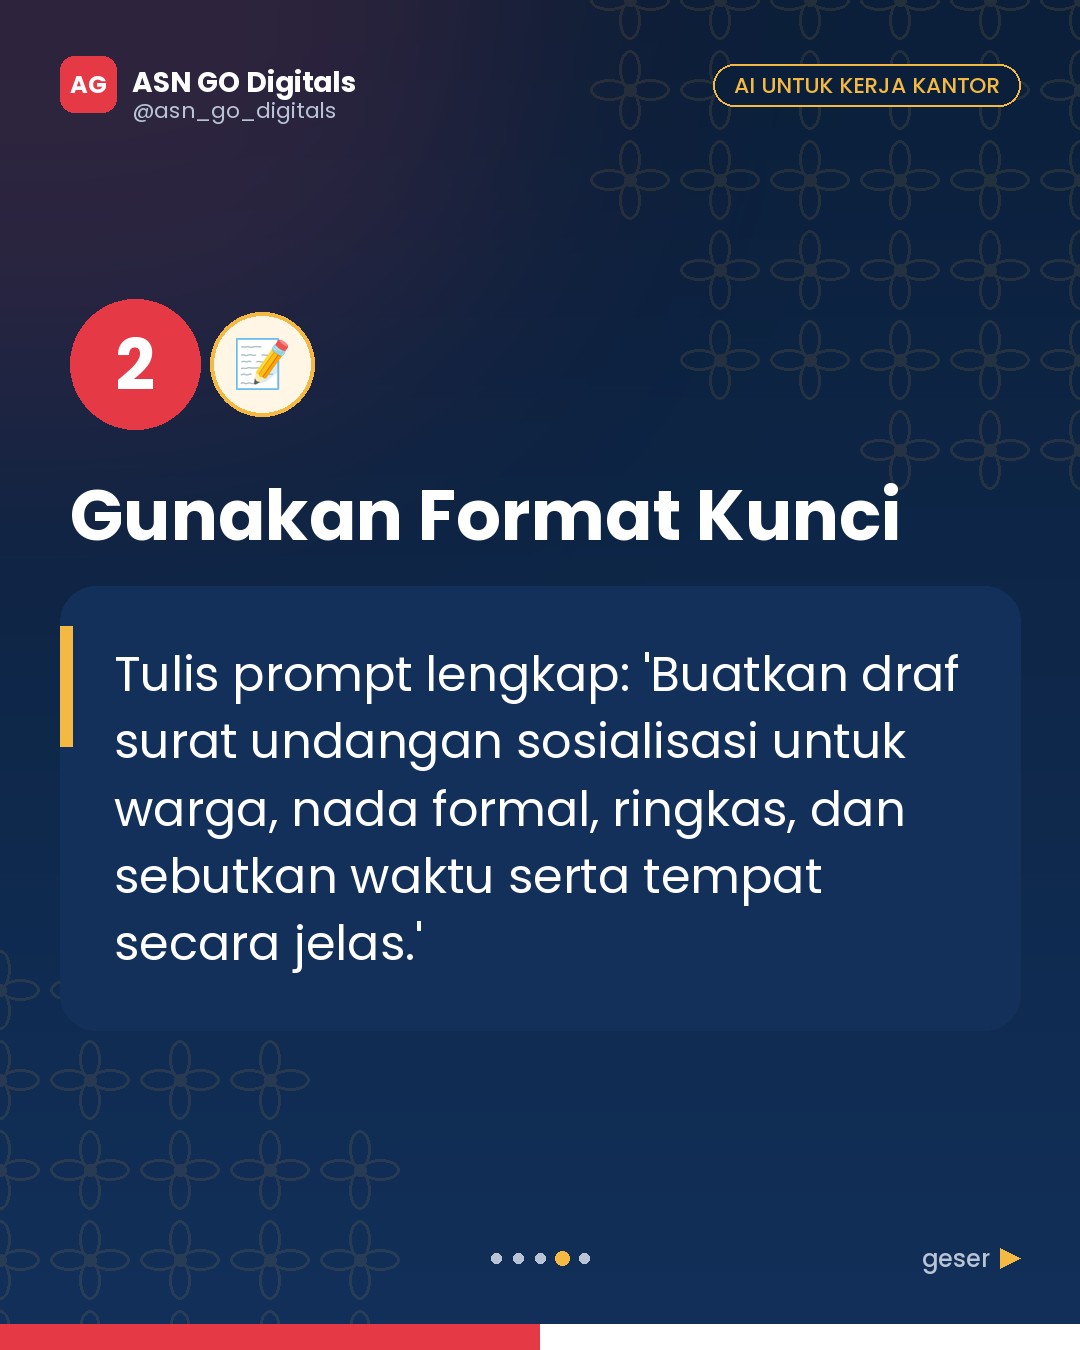 AG
ASN GO Digitals
@asn_go_digitals
AI UNTUK KERJA KANTOR
2
Gunakan Format Kunci
Tulis prompt lengkap: 'Buatkan draf
surat undangan sosialisasi untuk
warga, nada formal, ringkas, dan
sebutkan waktu serta tempat
secara jelas.'
geser